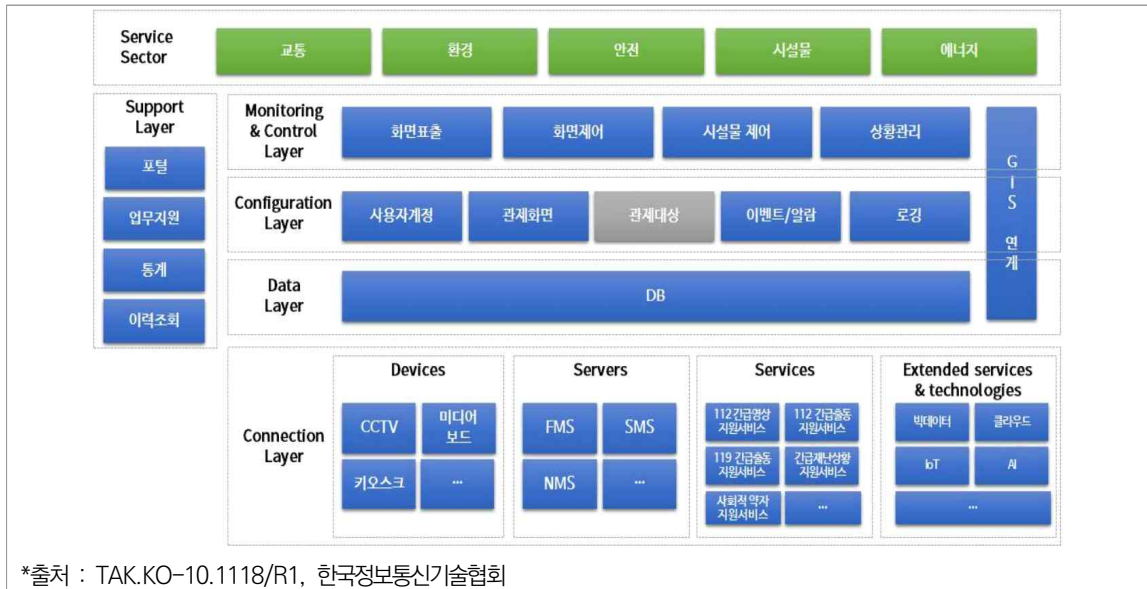 Service
Sector
교통
환경
안전
시설물
에너지
Support
Layer
포털
업무지원
통계
이력조회
Monitoring
& Control
Layer
화면표출
화면제어
시설물 제어
상황관리
Configuration
Layer
사용자계정
관제화면
관제대상
이벤트/알람
로깅
Data
Layer
DB
G
I
S
연
계
Connection
Layer
Devices
CCTV
미디어
보드
키오스크
...
Servers
FMS
SMS
NMS
...
Services
112 긴급영상
지원서비스
112 긴급출동
지원서비스
119 긴급출동
지원서비스
긴급재난상황
지원서비스
사회적 약자
지원서비스
...
Extended services
& technologies
빅데이터
클라우드
IoT
AI
...
*출처 : TAK.KO-10.1118/R1, 한국정보통신기술협회